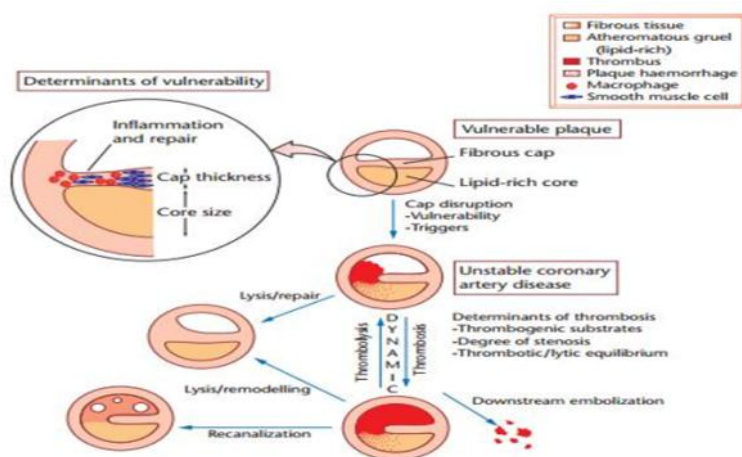 Fibrous tissue
Atheromatous gruel
(lipid-rich)
Thrombus
Plaque haemorrhage
Macrophage
Smooth muscle cell
Determinants of vulnerability
Inflammation
and repair
Cap thickness
Core size
Vulnerable plaque
Fibrous cap
Lipid-rich core
Cap disruption
-Vulnerability
-Triggers
Unstable coronary
artery disease
Lysis/repair
Thrombolysis
DYNAMIC
Thrombosis
Determinants of thrombosis
-Thrombogenic substrates
-Degree of stenosis
-Thrombotic/lytic equilibrium
Lysis/remodelling
Downstream embolization
Recanalization